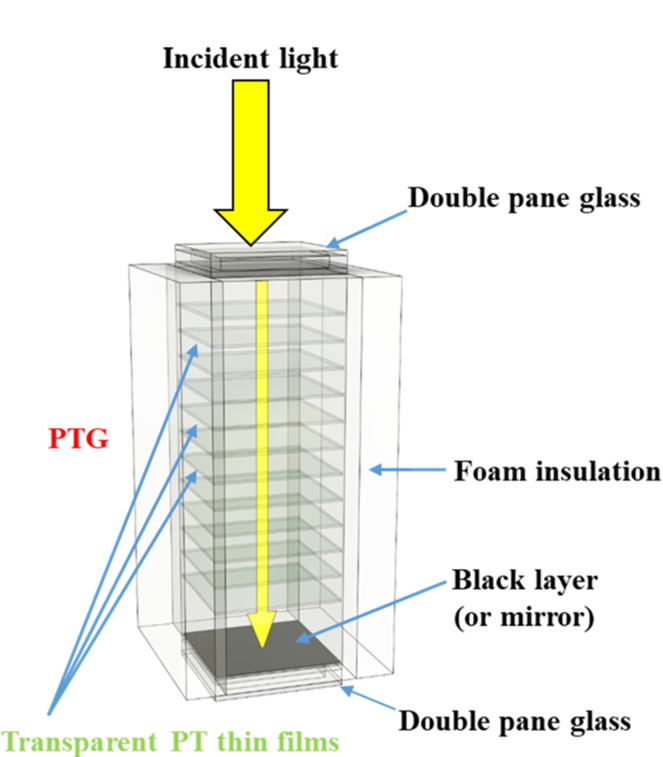 Incident light
Double pane glass
PTG
Foam insulation
Black layer
(or mirror)
Double pane glass
Transparent PT thin films